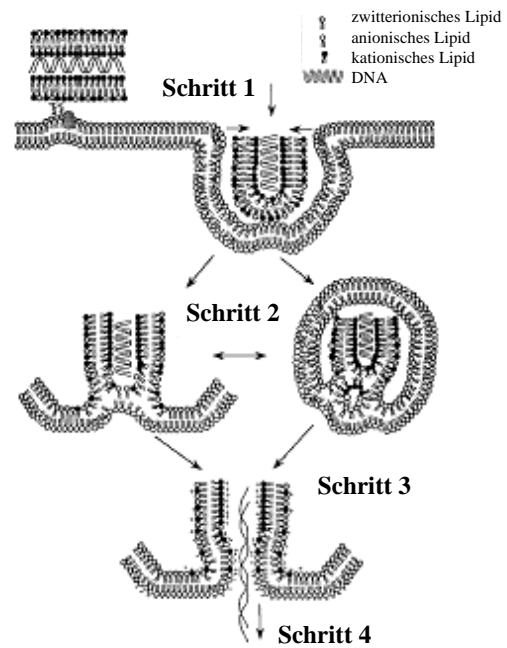 zwitterionisches Lipid
anionisches Lipid
kationisches Lipid
DNA
Schritt 1
Schritt 2
Schritt 3
Schritt 4